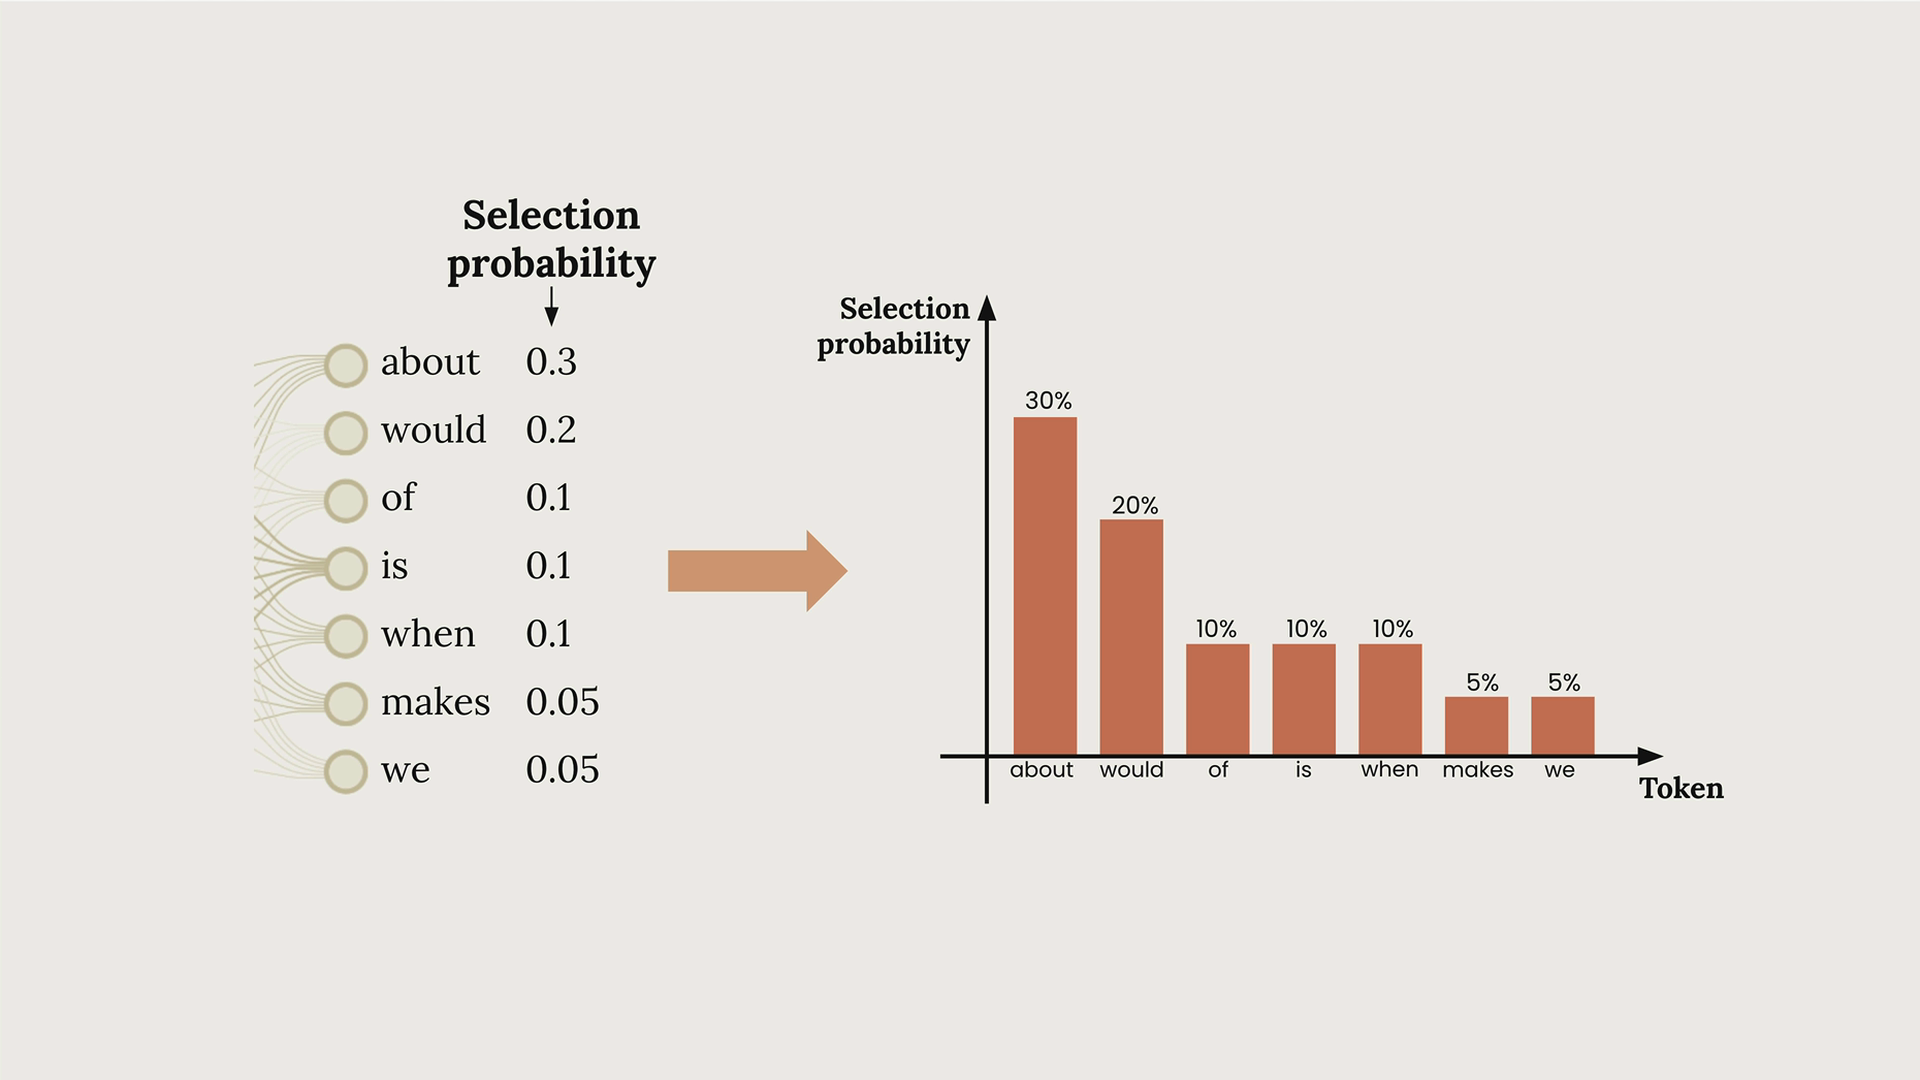 Selection
probability
about 0.3
would 0.2
of 0.1
is 0.1
when 0.1
makes 0.05
we 0.05
Selection
probability
30%
20%
10% 10% 10%
5% 5%
about would of is when makes we
Token